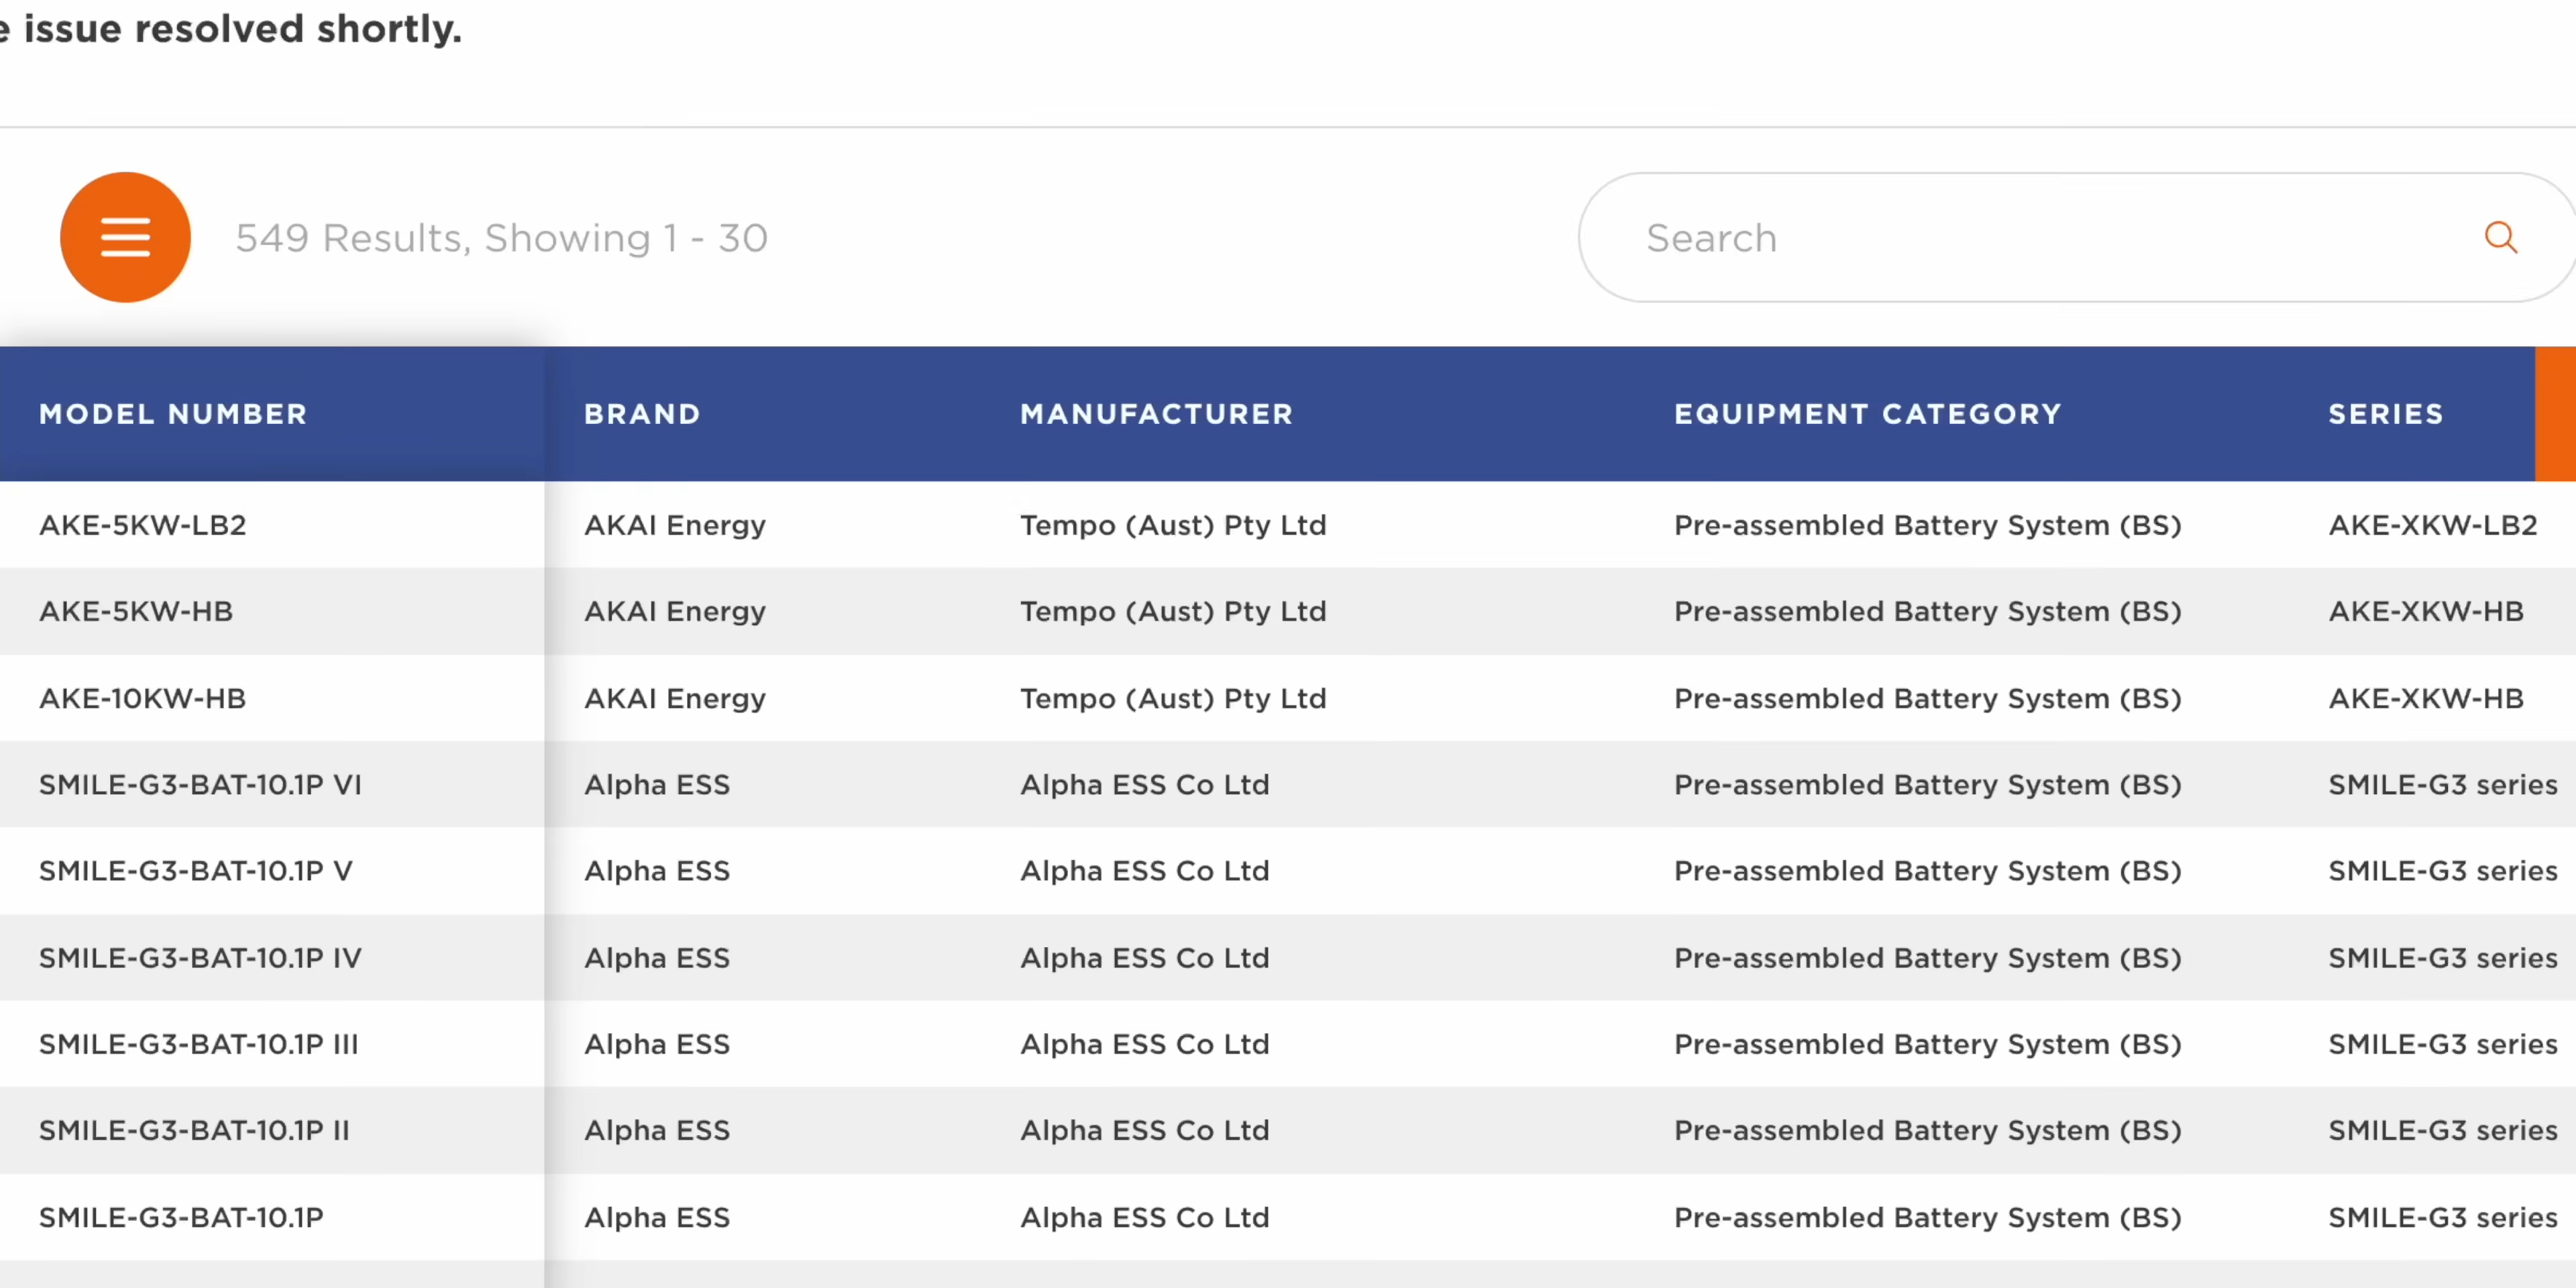 issue resolved shortly.
549 Results, Showing 1 - 30
Search
MODEL NUMBER BRAND MANUFACTURER EQUIPMENT CATEGORY SERIES
AKE-5KW-LB2 AKAI Energy Tempo (Aust) Pty Ltd Pre-assembled Battery System (BS) AKE-XKW-LB2
AKE-5KW-HB AKAI Energy Tempo (Aust) Pty Ltd Pre-assembled Battery System (BS) AKE-XKW-HB
AKE-10KW-HB AKAI Energy Tempo (Aust) Pty Ltd Pre-assembled Battery System (BS) AKE-XKW-HB
SMILE-G3-BAT-10.1P VI Alpha ESS Alpha ESS Co Ltd Pre-assembled Battery System (BS) SMILE-G3 series
SMILE-G3-BAT-10.1P V Alpha ESS Alpha ESS Co Ltd Pre-assembled Battery System (BS) SMILE-G3 series
SMILE-G3-BAT-10.1P IV Alpha ESS Alpha ESS Co Ltd Pre-assembled Battery System (BS) SMILE-G3 series
SMILE-G3-BAT-10.1P III Alpha ESS Alpha ESS Co Ltd Pre-assembled Battery System (BS) SMILE-G3 series
SMILE-G3-BAT-10.1P II Alpha ESS Alpha ESS Co Ltd Pre-assembled Battery System (BS) SMILE-G3 series
SMILE-G3-BAT-10.1P Alpha ESS Alpha ESS Co Ltd Pre-assembled Battery System (BS) SMILE-G3 series